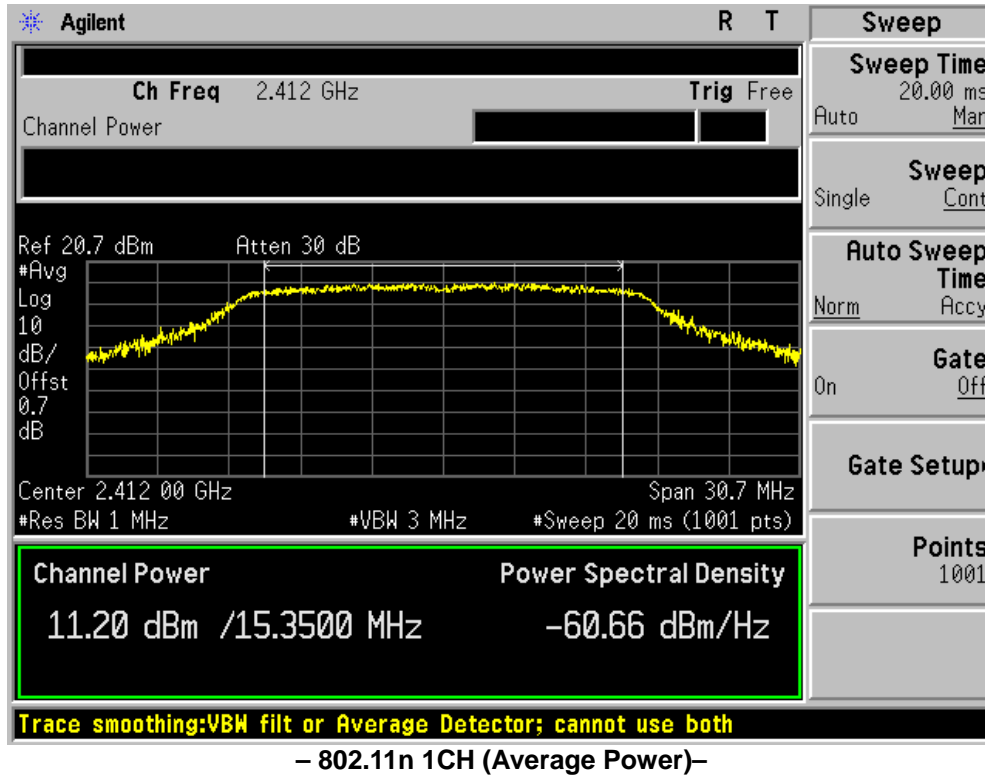 Agilent R T
Ch Freq 2.412 GHz Trig Free
Channel Power
Ref 20.7 dBm Atten 30 dB
#Avg
Log
10
dB/
Offst
0.7
dB
Center 2.412 00 GHz Span 30.7 MHz
#Res BW 1 MHz #VBW 3 MHz #Sweep 20 ms (1001 pts)
Channel Power Power Spectral Density
11.20 dBm /15.3500 MHz -60.66 dBm/Hz
Trace smoothing:VBW filt or Average Detector; cannot use both
Sweep
Sweep Time
20.00 ms
Auto Man
Sweep
Single Cont
Auto Sweep
Time
Norm Accy
Gate
On Off
Gate Setup
Points
1001
– 802.11n 1CH (Average Power)–